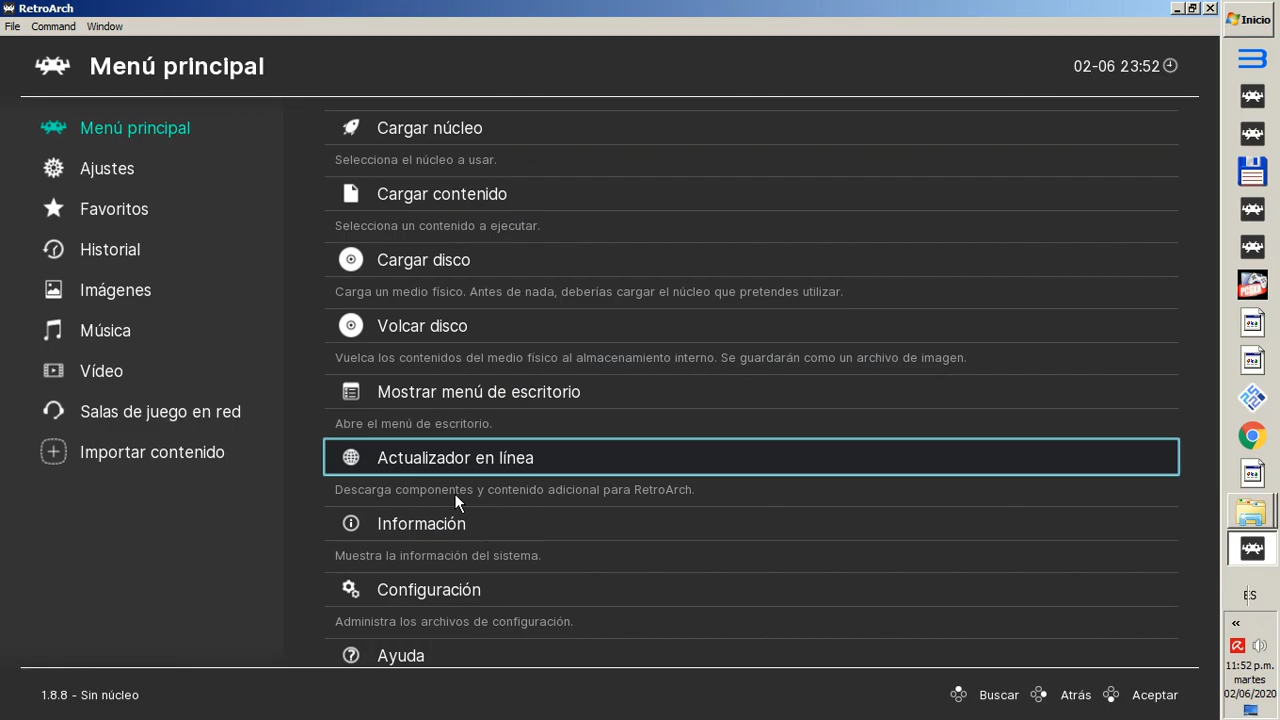 RetroArch
File Command Window
Menú principal
02-06 23:52
Menú principal
Ajustes
Favoritos
Historial
Imágenes
Música
Vídeo
Salas de juego en red
Importar contenido
Cargar núcleo
Selecciona el núcleo a usar.
Cargar contenido
Selecciona un contenido a ejecutar.
Cargar disco
Carga un medio físico. Antes de nada, deberías cargar el núcleo que pretendes utilizar.
Volcar disco
Vuelca los contenidos del medio físico al almacenamiento interno. Se guardarán como un archivo de imagen.
Mostrar menú de escritorio
Abre el menú de escritorio.
Actualizador en línea
Descarga componentes y contenido adicional para RetroArch.
Información
Muestra la información del sistema.
Configuración
Administra los archivos de configuración.
Ayuda
1.8.8 - Sin núcleo
Buscar Atrás Aceptar
Inicio
ES
«
11:52 p.m.
martes
02/06/2020